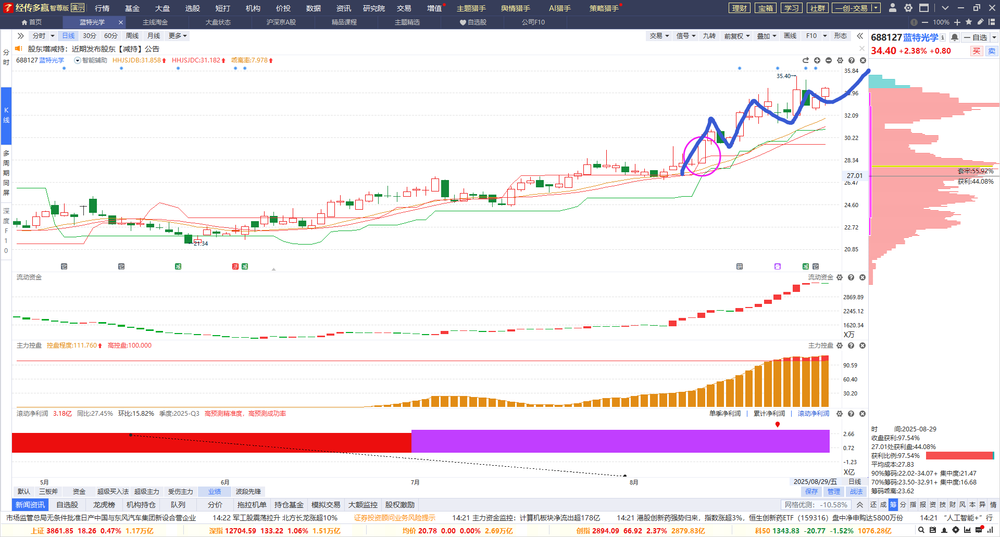 经传多赢 智尊版 演示 行情 基金 大盘 选股 短打 机构 价投 数据 资讯 研究院 交易 增值 主题猎手 舆情猎手 AI猎手 策略猎手 理财 宝箱 学习 社群 一创-交易
首页 蓝特光学 主线淘金 大盘状态 沪深京A股 精品课程 主题精选 自选股 公司F10 100%
分时 日线 30分 60分 周线 月线 更多 交易 信号 九转 前复权 叠加 画线 F10 形态
688127 蓝特光学 自选
34.40 +2.38% +0.80 买 卖
股东增减持：近期发布股东【减持】公告
688127 蓝特光学 智能辅助 HHJSJDB:31.858 HHJSJDC:31.182 乖离率:7.978
分时
K线
多周期同屏
深度F10
35.84
35.40
32.09
30.22
28.34
27.01
26.47
24.60
22.72
20.85
21.34
套牢:55.92%
获利:44.08%
减 派 减 研 减
流动资金 流动资金
2869.89
2245.12
1620.34
X万
主力控盘 控盘程度:111.760 高控盘:100.000 主力控盘
90.59
60.40
30.20
滚动净利润 3.18亿 同比:27.45% 环比:15.82% 季度:2025-Q3 高预测精准度，高预测成功率 单季净利润 累计净利润 滚动净利润
2.66
0.72
-1.23
X亿
5月 6月 7月 8月 2025/08/29/五 日线
时 间:2025-08-29
收盘获利:97.54%
27.01处获利盘:44.08%
获利比例:97.54%
平均成本:27.83
90%筹码:22.02-34.07+ 集中度:21.47
70%筹码:23.50-32.91+ 集中度:16.68
筹码乖离:23.62
默认 三板斧 资金 超级买入法 超级主力 受伤主力 业绩 波段先锋 保存 管理 战法
新闻资讯 自选股 龙虎榜 机构持仓 队列 分价 拖拉机单 持仓基金 模拟交易 大额监控 股权激励 网格优测： -10.58% 还 成 筹 分 指 报 资 技 财 风 本 异 情
市场监管总局无条件批准日产中国与东风汽车集团新设合营企业 14:22 军工股震荡拉升 北方长龙涨超10% 证券投资顾问业务风险提示 14:21 主力资金监控：计算机板块净流出超178亿 14:21 港股创新药强势归来，指数涨超3%，恒生创新药ETF（159316）盘中净申购达5800万份 14:21 “人工智能+”行
上证 3861.85 18.26 0.47% 1.17万亿 深指 12704.59 133.22 1.06% 1.51万亿 均价 20.78 0.00 0.00% 2.69万亿 创指 2894.09 66.92 2.37% 2879.83亿 科50 1343.83 -20.77 -1.52% 1076.28亿